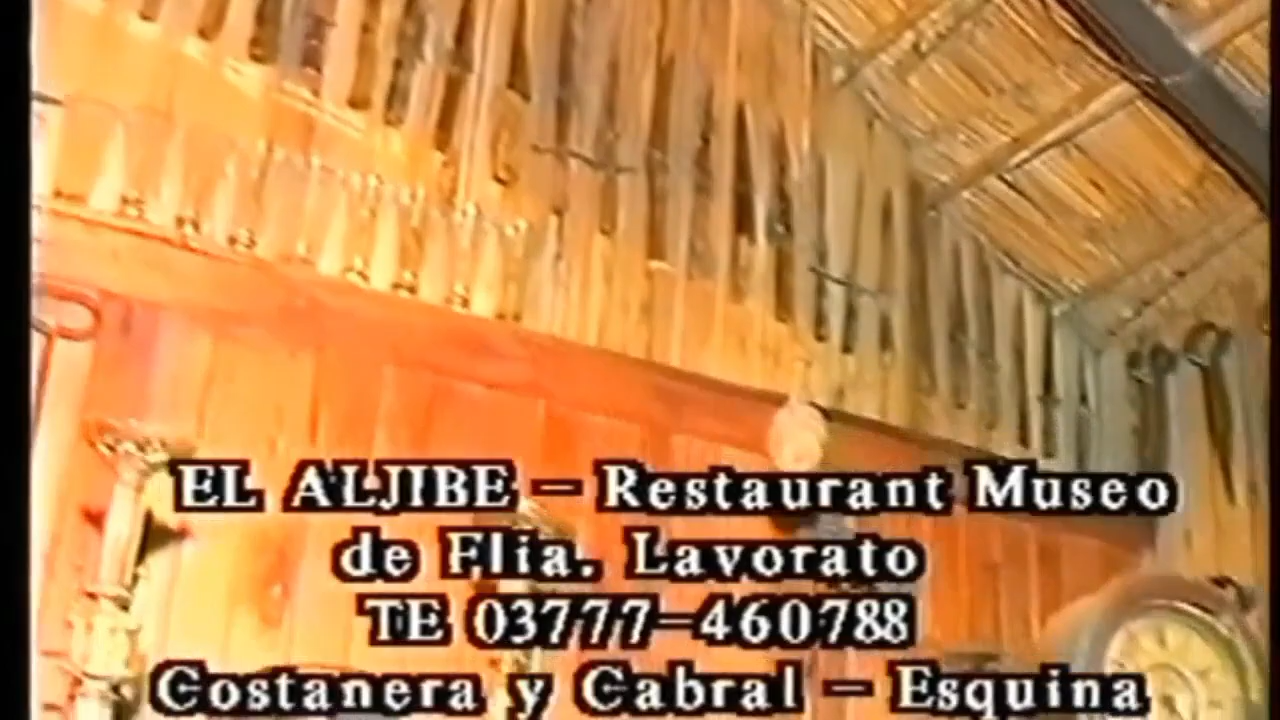 EL ALJIBE - Restaurant Museo
de Flia. Lavorato
TE 03777-460788
Costanera y Cabral - Esquina